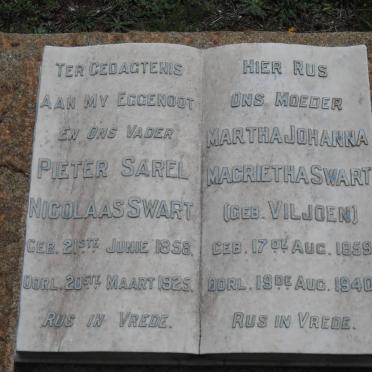 TER GEDAGTENIS
AAN MY EGGENOOT
EN ONS VADER
PIETER SAREL
NICOLAAS SWART
GEB. 21STE JUNIE 1858.
OORL. 20STE MAART 1925.
RUS IN VREDE.
HIER RUS
ONS MOEDER
MARTHA JOHANNA
MAGRIETHA SWART
(GEB. VILJOEN)
GEB. 17DE AUG. 1859
OORL. 19DE AUG. 1940
RUS IN VREDE.